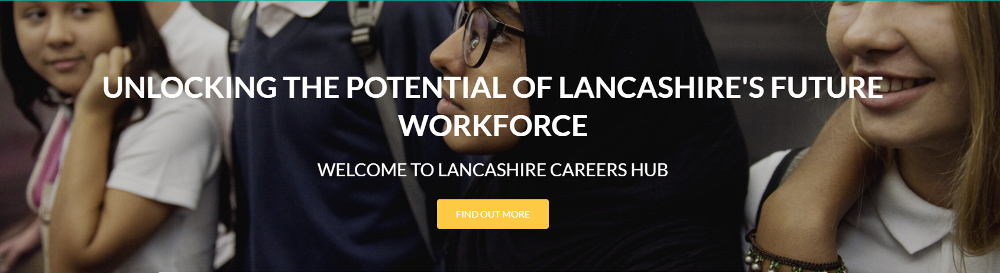 UNLOCKING THE POTENTIAL OF LANCASHIRE'S FUTURE
WORKFORCE
WELCOME TO LANCASHIRE CAREERS HUB
FIND OUT MORE